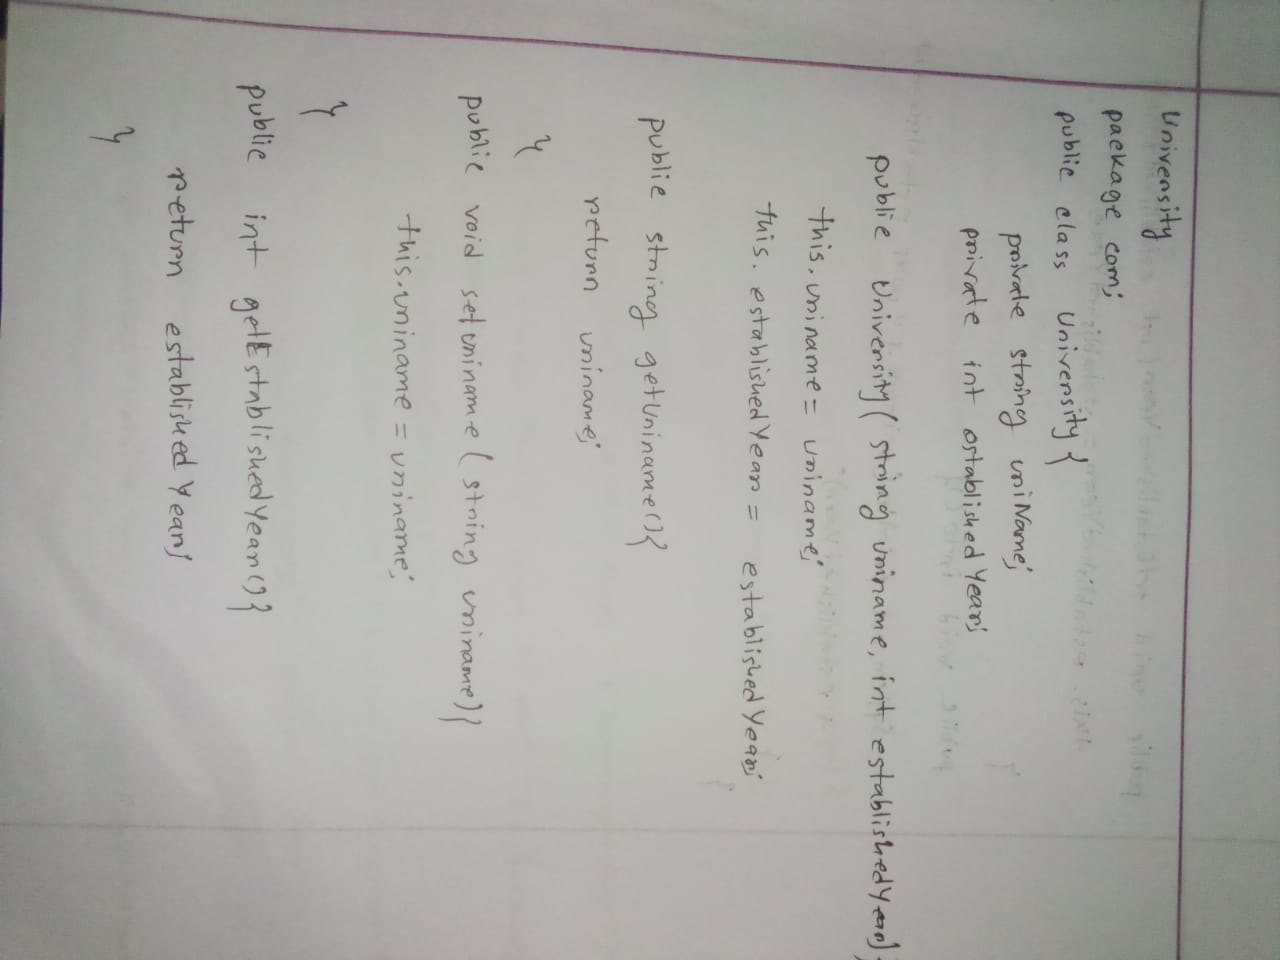 University
package com;
public class University {
private string uniName;
private int established Year;
public University( string uniname, int establishedYear) {
this.uniname = uniname;
this. establishedYear = establishedYear;
public string getUniname(){
return uniname;
}
public void setuniname ( string uniname){
this.uniname = uniname;
}
public int getEstablishedYear(){
return establishedYear;
}